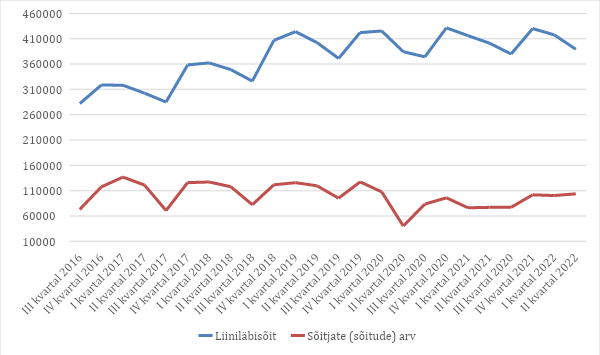 460000
410000
360000
310000
260000
210000
160000
110000
60000
10000
III kvartal 2016
IV kvartal 2016
I kvartal 2017
II kvartal 2017
III kvartal 2017
IV kvartal 2017
I kvartal 2018
II kvartal 2018
III kvartal 2018
IV kvartal 2018
I kvartal 2019
II kvartal 2019
III kvartal 2019
IV kvartal 2019
I kvartal 2020
II kvartal 2020
III kvartal 2020
IV kvartal 2020
I kvartal 2021
II kvartal 2021
III kvartal 2021
IV kvartal 2021
I kvartal 2022
II kvartal 2022
Liiniläbisõit
Sõitjate (sõitude) arv